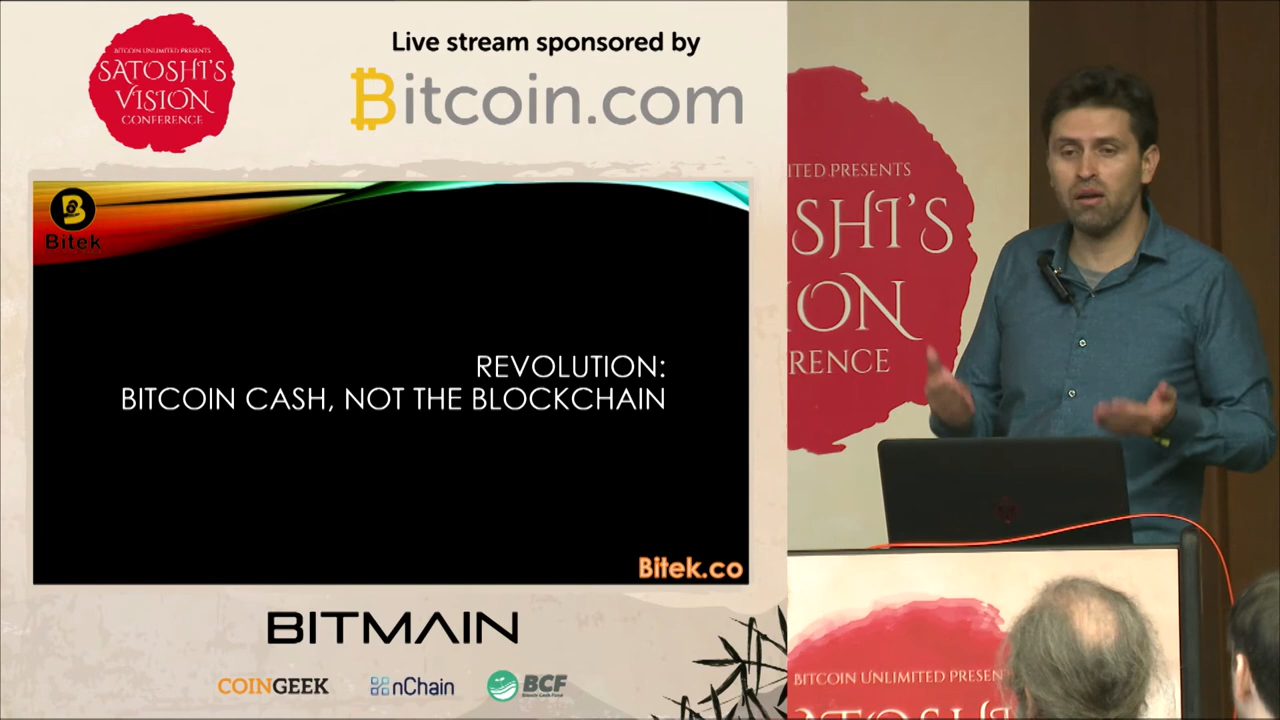 BITCOIN UNLIMITED PRESENTS
SATOSHI'S
VISION
CONFERENCE
Live stream sponsored by
Bitcoin.com
Bitek
REVOLUTION:
BITCOIN CASH, NOT THE BLOCKCHAIN
Bitek.co
BITMAIN
COINGEEK
nChain
BCF
ITED PRESENTS
SHI'S
ION
RENCE
BITCOIN UNLIMITED PRESEN